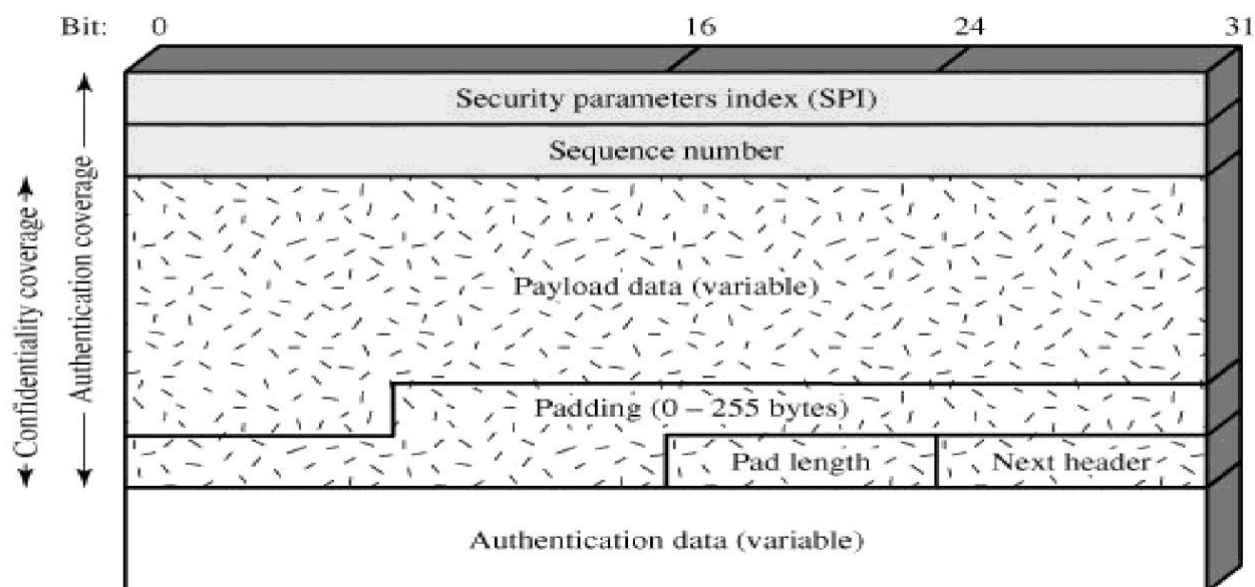 Bit: 0 16 24 31
Security parameters index (SPI)
Sequence number
Confidentiality coverage
Authentication coverage
Payload data (variable)
Padding (0 – 255 bytes)
Pad length
Next header
Authentication data (variable)